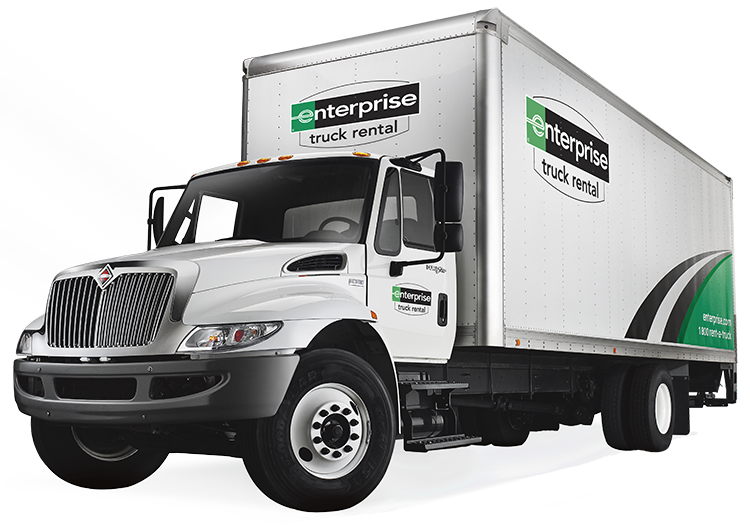 enterprise
truck rental
enterprise
truck rental
enterprise
truck rental
enterprise.com
1 800 rent-a-truck